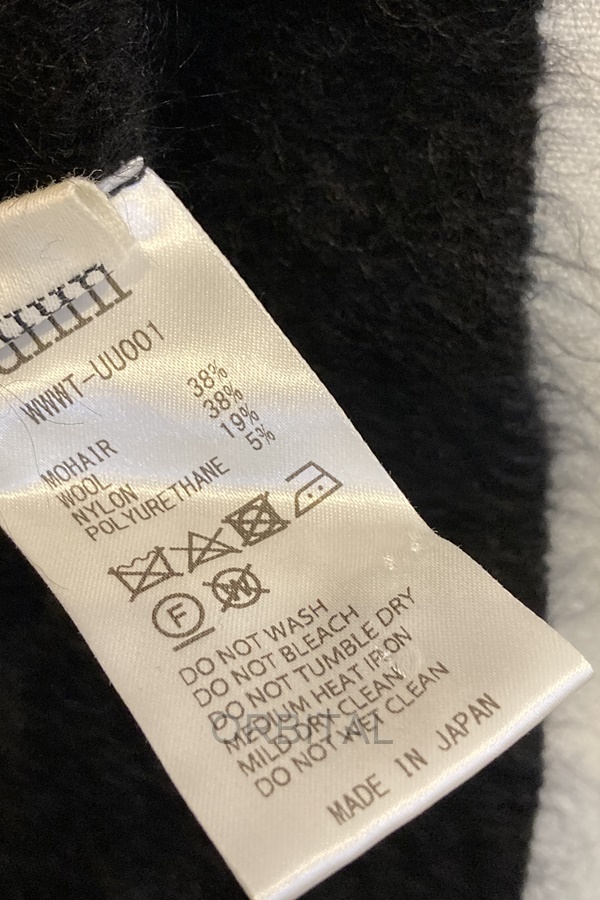 WWWT-UU001
MOHAIR 38%
WOOL 38%
NYLON 19%
POLYURETHANE 5%
F W
DO NOT WASH
DO NOT BLEACH
DO NOT TUMBLE DRY
MEDIUM HEAT IRON
MILD DRY CLEAN
DO NOT WET CLEAN
MADE IN JAPAN
ORBITAL